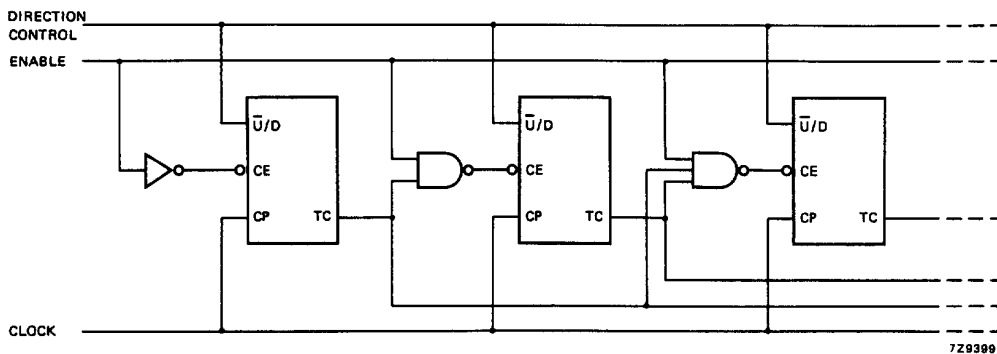 DIRECTION
CONTROL
ENABLE
U̅/D
CE
CP
TC
U̅/D
CE
CP
TC
U̅/D
CE
CP
TC
CLOCK
7Z9399